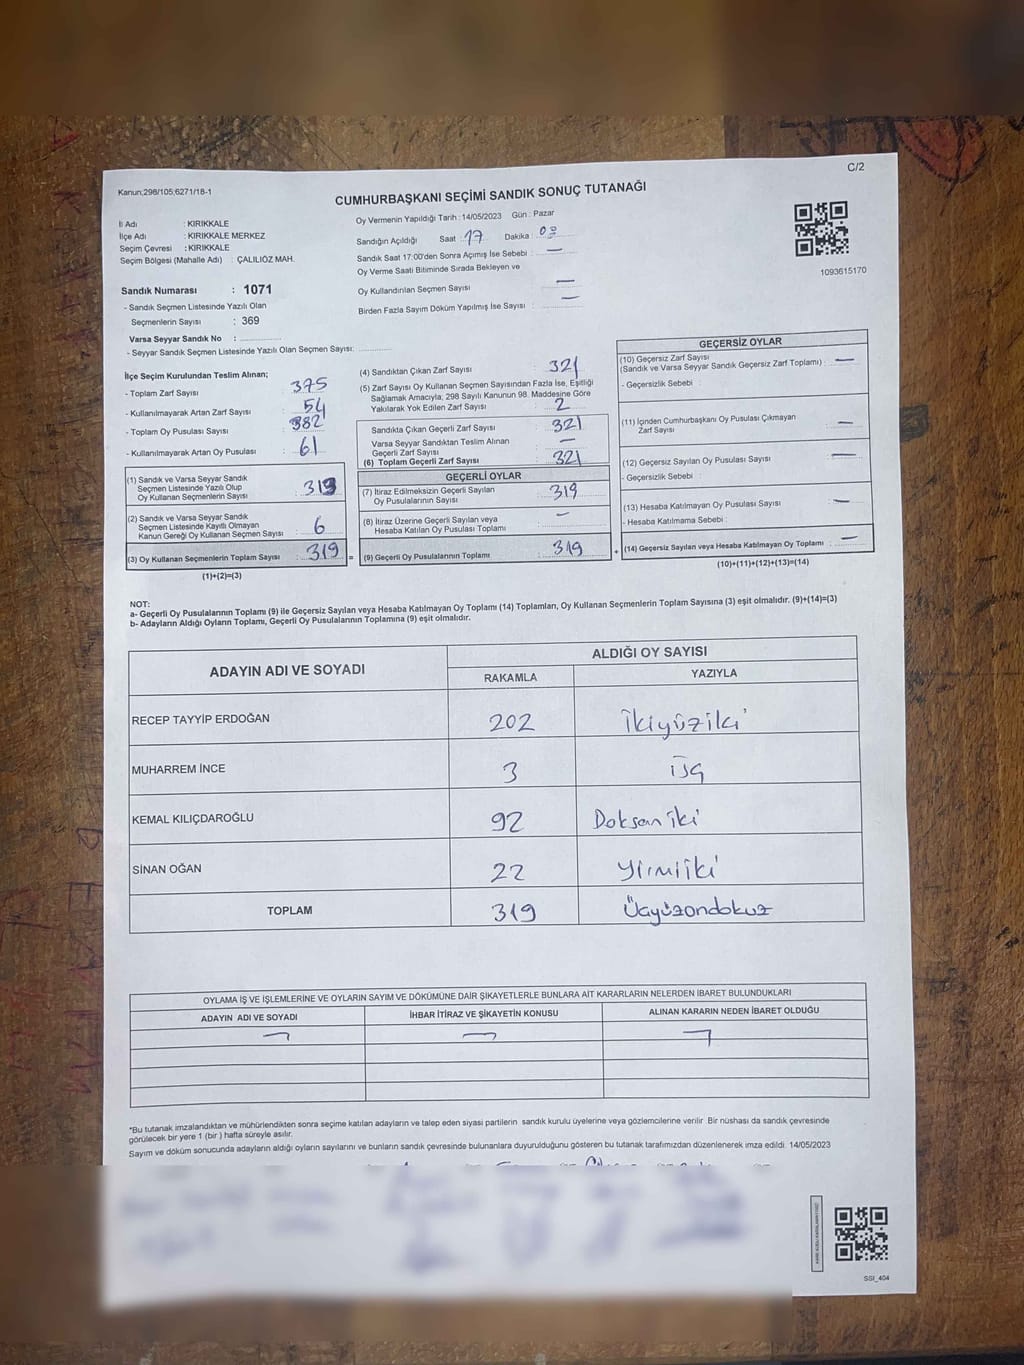 C/2
Kanun;298/105;6271/18-1
CUMHURBAŞKANI SEÇİMİ SANDIK SONUÇ TUTANAĞI
İl Adı : KIRIKKALE
İlçe Adı : KIRIKKALE MERKEZ
Seçim Çevresi : KIRIKKALE
Seçim Bölgesi (Mahalle Adı) : ÇALILIÖZ MAH.
Sandık Numarası : 1071
- Sandık Seçmen Listesinde Yazılı Olan
Seçmenlerin Sayısı : 369
Varsa Seyyar Sandık No :
- Seyyar Sandık Seçmen Listesinde Yazılı Olan Seçmen Sayısı:
Oy Vermenin Yapıldığı Tarih : 14/05/2023 Gün : Pazar
Sandığın Açıldığı Saat : 17 Dakika : 00
Sandık Saat 17:00'den Sonra Açımış İse Sebebi : —
Oy Verme Saati Bitiminde Sırada Bekleyen ve
Oy Kullandırılan Seçmen Sayısı —
Birden Fazla Sayım Döküm Yapılmış İse Sayısı : —
1093615170
İlçe Seçim Kurulundan Teslim Alınan;
- Toplam Zarf Sayısı : 375
- Kullanılmayarak Artan Zarf Sayısı : 54
- Toplam Oy Pusulası Sayısı : 382
- Kullanılmayarak Artan Oy Pusulası : 61
(1) Sandık ve Varsa Seyyar Sandık
Seçmen Listesinde Yazılı Olup
Oy Kullanan Seçmenlerin Sayısı : 313
(2) Sandık ve Varsa Seyyar Sandık
Seçmen Listesinde Kayıtlı Olmayan
Kanun Gereği Oy Kullanan Seçmen Sayısı : 6
(3) Oy Kullanan Seçmenlerin Toplam Sayısı : 319 =
(1)+(2)=(3)
(4) Sandıktan Çıkan Zarf Sayısı : 321
(5) Zarf Sayısı Oy Kullanan Seçmen Sayısından Fazla İse, Eşitliği
Sağlamak Amacıyla, 298 Sayılı Kanunun 98. Maddesine Göre
Yakılarak Yok Edilen Zarf Sayısı : 2
Sandıkta Çıkan Geçerli Zarf Sayısı : 321
Varsa Seyyar Sandıktan Teslim Alınan
Geçerli Zarf Sayısı : —
(6) Toplam Geçerli Zarf Sayısı : 321
GEÇERLİ OYLAR
(7) İtiraz Edilmeksizin Geçerli Sayılan
Oy Pusulalarının Sayısı : 319
(8) İtiraz Üzerine Geçerli Sayılan veya
Hesaba Katılan Oy Pusulası Toplamı : —
(9) Geçerli Oy Pusulalarının Toplamı : 319 +
GEÇERSİZ OYLAR
(10) Geçersiz Zarf Sayısı
(Sandık ve Varsa Seyyar Sandık Geçersiz Zarf Toplamı) : —
- Geçersizlik Sebebi :
(11) İçinden Cumhurbaşkanı Oy Pusulası Çıkmayan
Zarf Sayısı : —
(12) Geçersiz Sayılan Oy Pusulası Sayısı : —
- Geçersizlik Sebebi :
(13) Hesaba Katılmayan Oy Pusulası Sayısı : —
- Hesaba Katılmama Sebebi :
(14) Geçersiz Sayılan veya Hesaba Katılmayan Oy Toplamı : —
(10)+(11)+(12)+(13)=(14)
NOT:
a- Geçerli Oy Pusulalarının Toplamı (9) ile Geçersiz Sayılan veya Hesaba Katılmayan Oy Toplamı (14) Toplamları, Oy Kullanan Seçmenlerin Toplam Sayısına (3) eşit olmalıdır. (9)+(14)=(3)
b- Adayların Aldığı Oyların Toplamı, Geçerli Oy Pusulalarının Toplamına (9) eşit olmalıdır.
ADAYIN ADI VE SOYADI ALDIĞI OY SAYISI
RAKAMLA YAZIYLA
RECEP TAYYİP ERDOĞAN 202 İkiyüziki
MUHARREM İNCE 3 üç
KEMAL KILIÇDAROĞLU 92 Doksaniki
SİNAN OĞAN 22 yirmiiki
TOPLAM 319 Üçyüzondokuz
OYLAMA İŞ VE İŞLEMLERİNE VE OYLARIN SAYIM VE DÖKÜMÜNE DAİR ŞİKAYETLERLE BUNLARA AİT KARARLARIN NELERDEN İBARET BULUNDUKLARI
ADAYIN ADI VE SOYADI İHBAR İTİRAZ VE ŞİKAYETİN KONUSU ALINAN KARARIN NEDEN İBARET OLDUĞU
*Bu tutanak imzalandıktan ve mühürlendikten sonra seçime katılan adayların ve talep eden siyasi partilerin sandık kurulu üyelerine veya gözlemcilerine verilir. Bir nüshası da sandık çevresinde
görülecek bir yere 1 (bir ) hafta süreyle asılır.
Sayım ve döküm sonucunda adayların aldığı oyların sayılarını ve bunların sandık çevresinde bulunanlara duyurulduğunu gösteren bu tutanak tarafımızdan düzenlenerek imza edildi. 14/05/2023
SSI_404